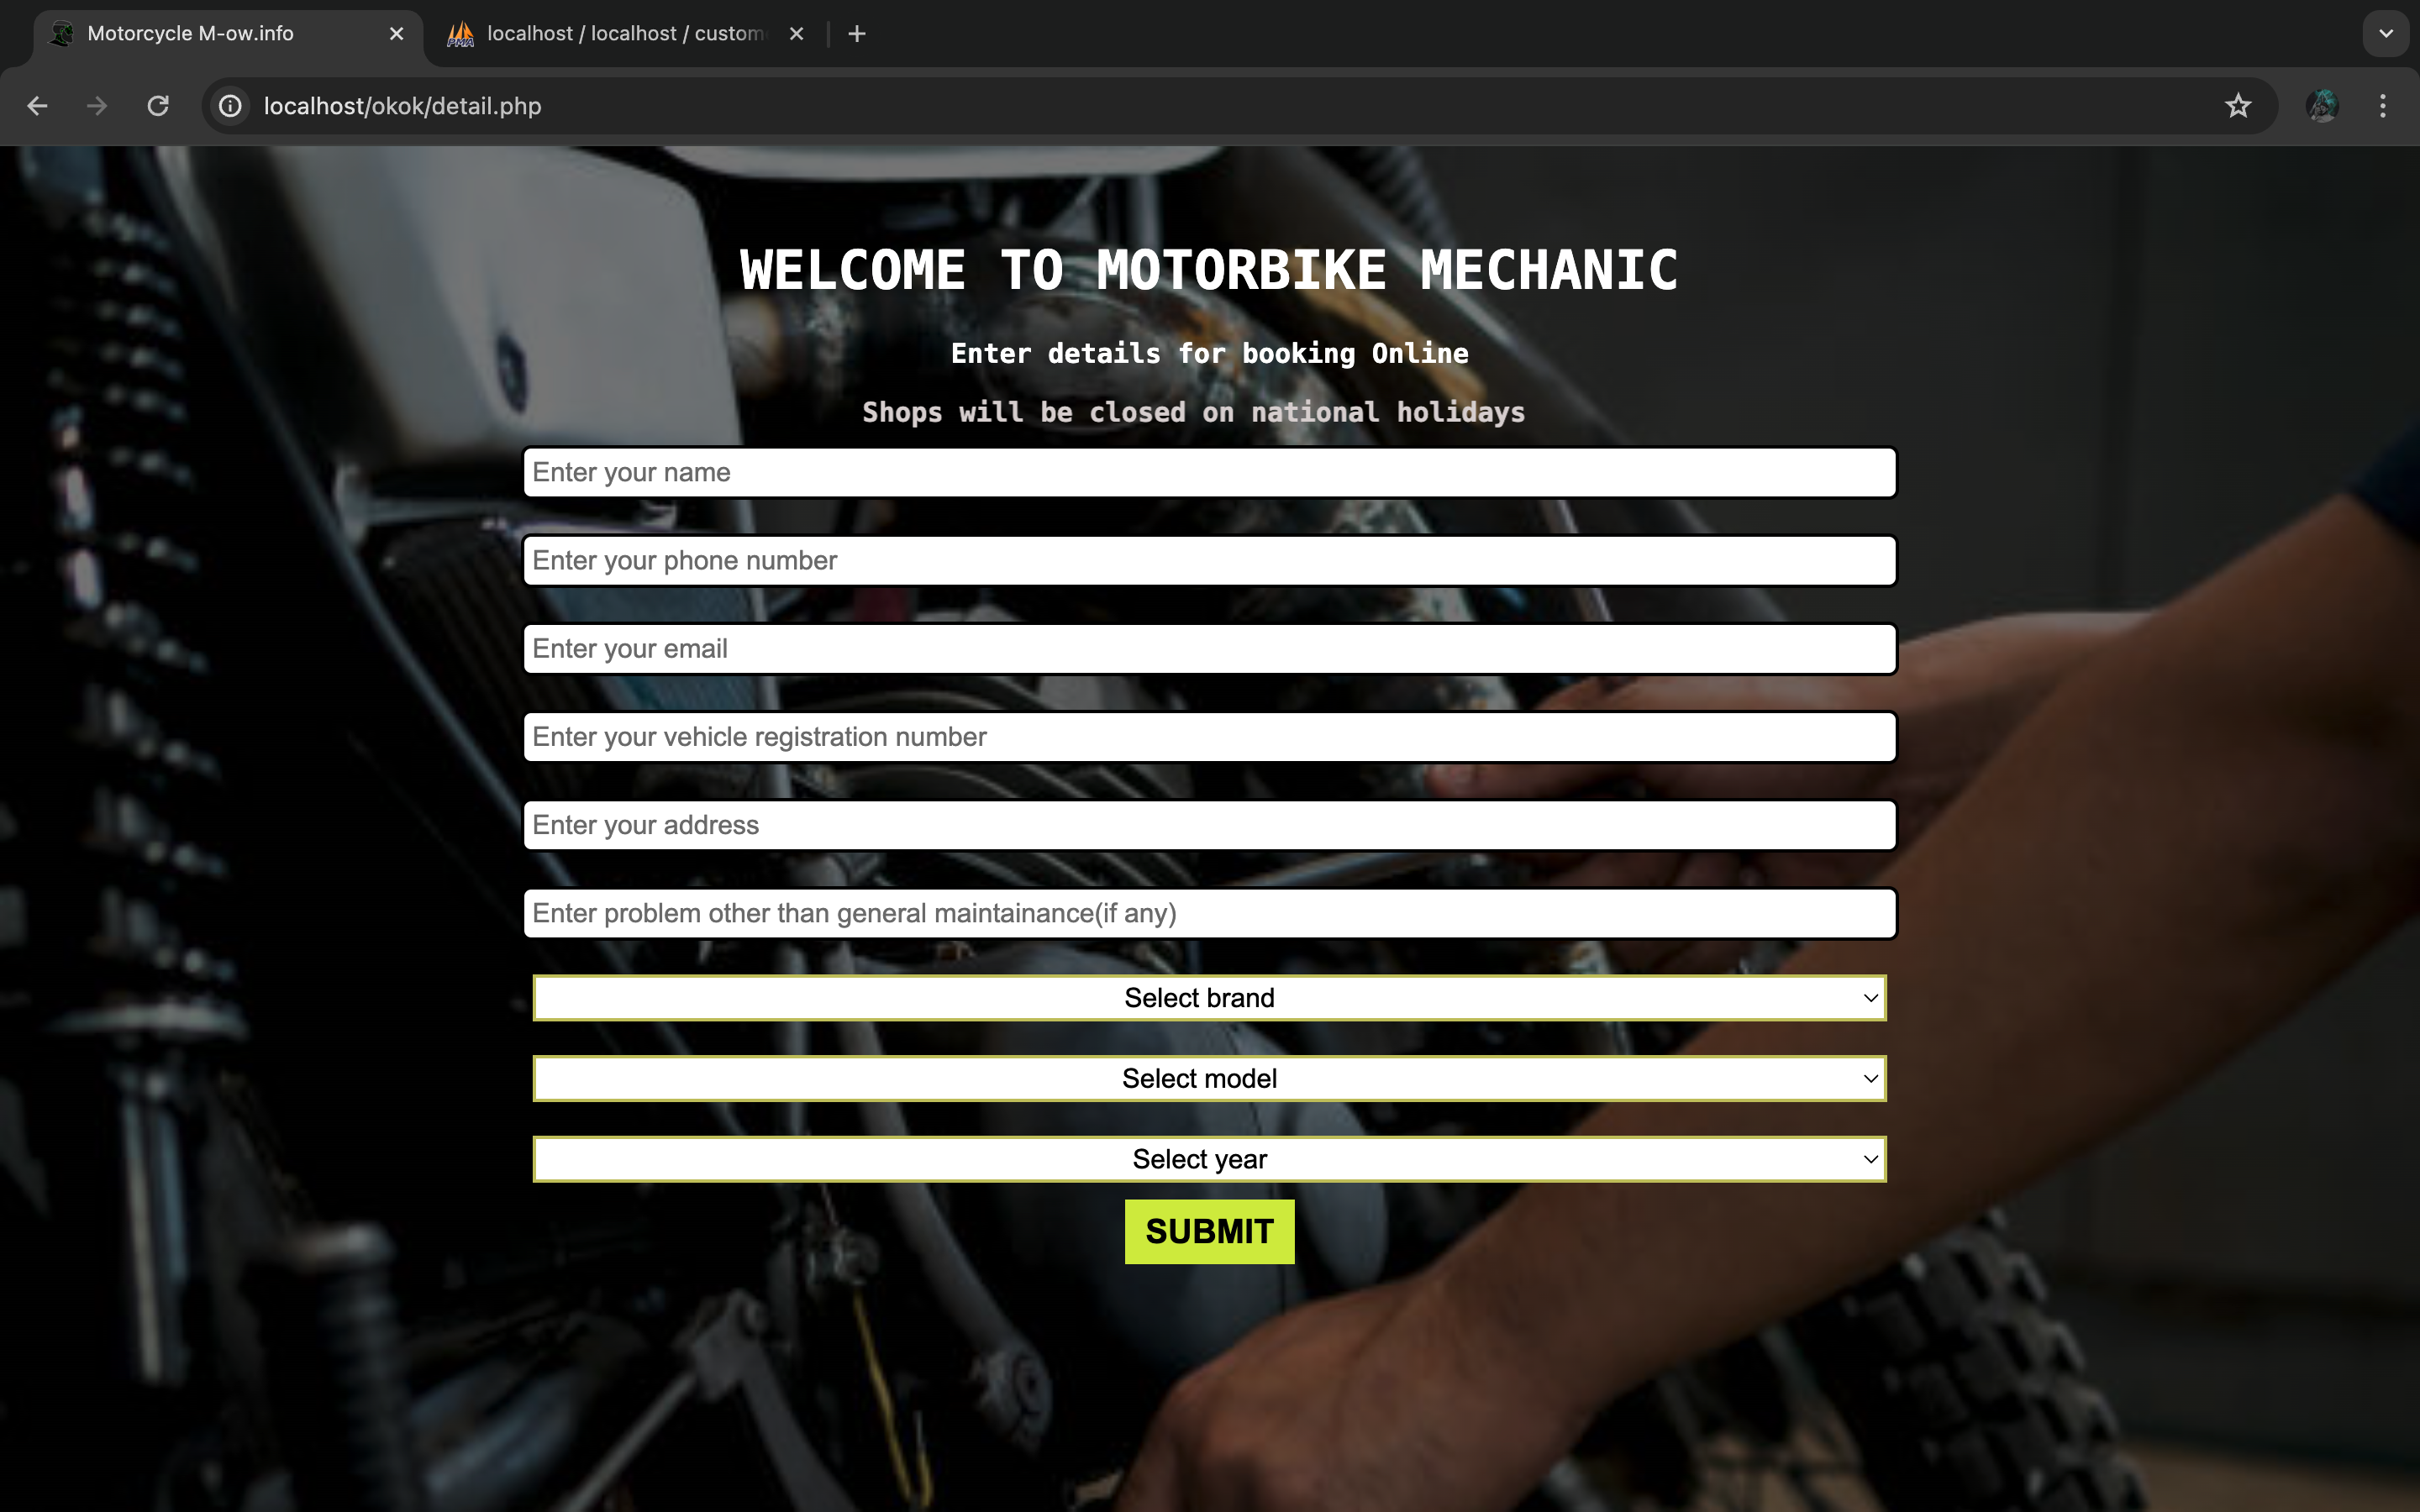 Motorcycle M-ow.info
localhost / localhost / custom
localhost/okok/detail.php
WELCOME TO MOTORBIKE MECHANIC
Enter details for booking Online
Shops will be closed on national holidays
Enter your name
Enter your phone number
Enter your email
Enter your vehicle registration number
Enter your address
Enter problem other than general maintainance(if any)
Select brand
Select model
Select year
SUBMIT